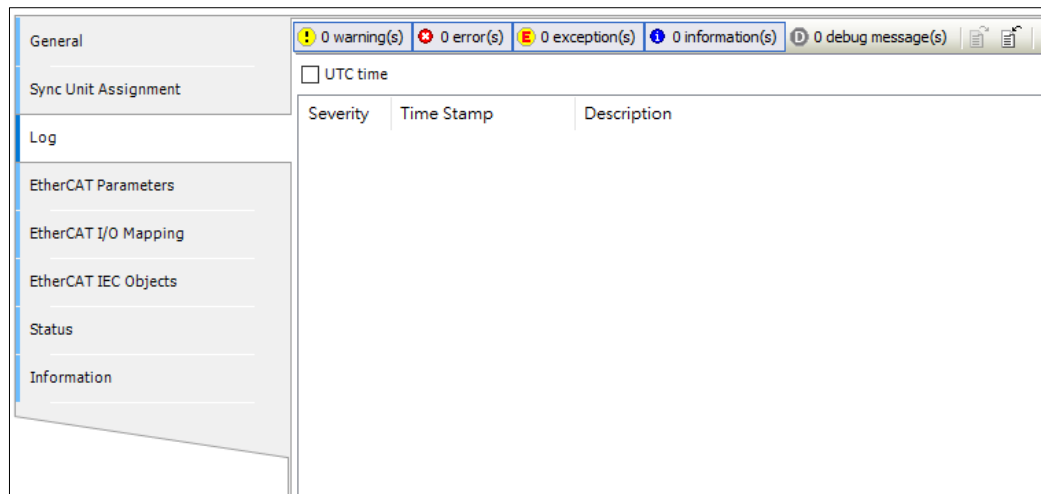 General
Sync Unit Assignment
Log
EtherCAT Parameters
EtherCAT I/O Mapping
EtherCAT IEC Objects
Status
Information
0 warning(s) 0 error(s) E 0 exception(s) 0 information(s) D 0 debug message(s)
UTC time
Severity Time Stamp Description